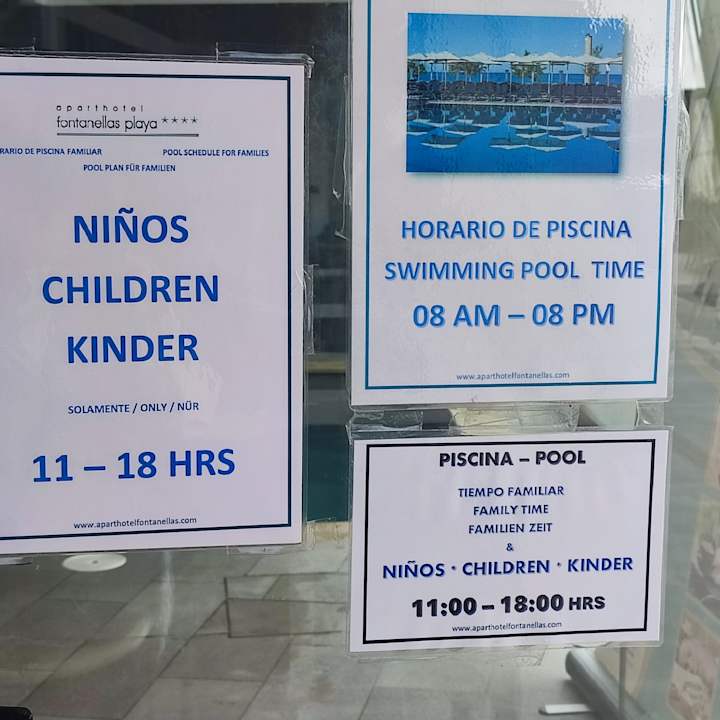 aparthotel
fontanellas playa ****
RARIO DE PISCINA FAMILIAR
POOL SCHEDULE FOR FAMILIES
POOL PLAN FÜR FAMILIEN
NIÑOS
CHILDREN
KINDER
SOLAMENTE / ONLY / NÜR
11 – 18 HRS
www.aparthotelfontanellas.com
HORARIO DE PISCINA
SWIMMING POOL TIME
08 AM – 08 PM
www.aparthotelfontanellas.com
PISCINA – POOL
TIEMPO FAMILIAR
FAMILY TIME
FAMILIEN ZEIT
&
NIÑOS · CHILDREN · KINDER
11:00 – 18:00 HRS
www.aparthotelfontanellas.com